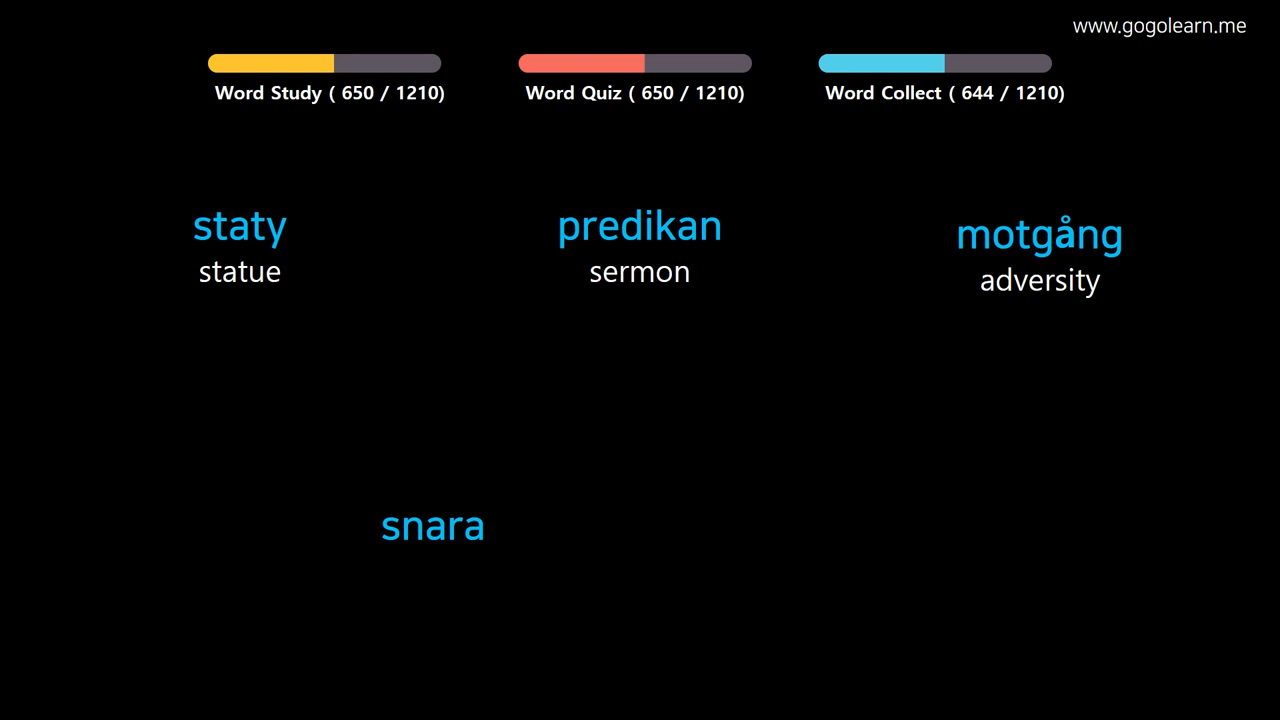 www.gogolearn.me
Word Study ( 650 / 1210)
Word Quiz ( 650 / 1210)
Word Collect ( 644 / 1210)
staty
statue
predikan
sermon
motgång
adversity
snara